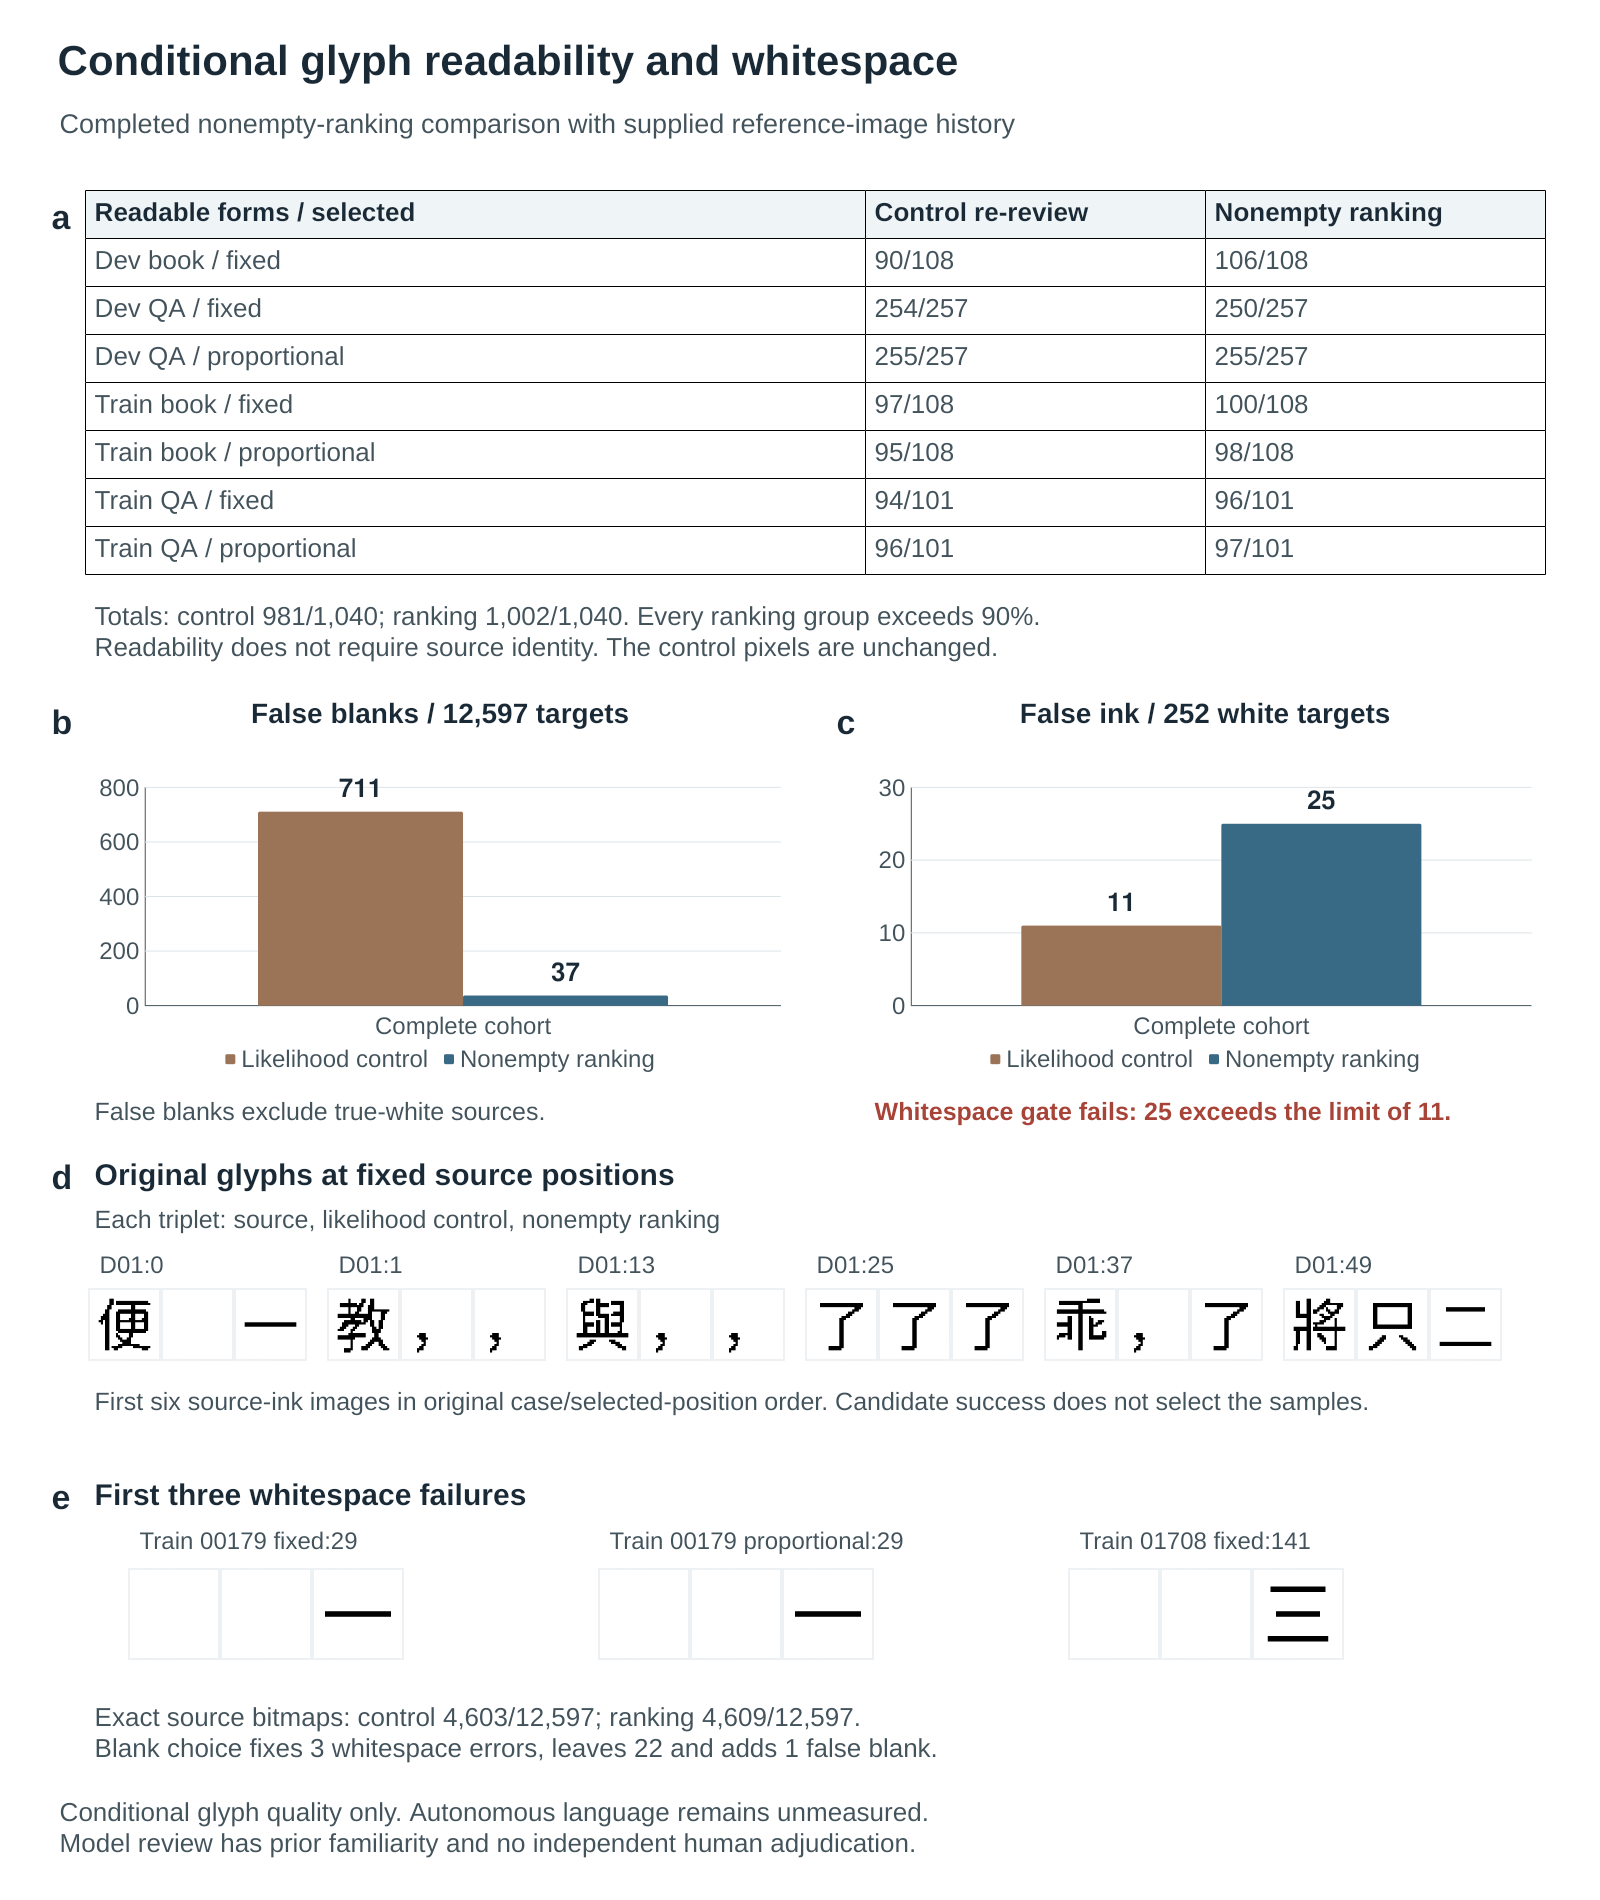 Conditional glyph readability and whitespace
Completed nonempty-ranking comparison with supplied reference-image history
a
Readable forms / selected Control re-review Nonempty ranking
Dev book / fixed 90/108 106/108
Dev QA / fixed 254/257 250/257
Dev QA / proportional 255/257 255/257
Train book / fixed 97/108 100/108
Train book / proportional 95/108 98/108
Train QA / fixed 94/101 96/101
Train QA / proportional 96/101 97/101
Totals: control 981/1,040; ranking 1,002/1,040. Every ranking group exceeds 90%.
Readability does not require source identity. The control pixels are unchanged.
b False blanks / 12,597 targets
800
600
400
200
0
711
37
Complete cohort
Likelihood control Nonempty ranking
False blanks exclude true-white sources.
c False ink / 252 white targets
30
20
10
0
11
25
Complete cohort
Likelihood control Nonempty ranking
Whitespace gate fails: 25 exceeds the limit of 11.
d Original glyphs at fixed source positions
Each triplet: source, likelihood control, nonempty ranking
D01:0 D01:1 D01:13 D01:25 D01:37 D01:49
便 一 教 , , 與 , , 了 了 了 乖 , 了 將 只 二
First six source-ink images in original case/selected-position order. Candidate success does not select the samples.
e First three whitespace failures
Train 00179 fixed:29 Train 00179 proportional:29 Train 01708 fixed:141
一 一 三
Exact source bitmaps: control 4,603/12,597; ranking 4,609/12,597.
Blank choice fixes 3 whitespace errors, leaves 22 and adds 1 false blank.
Conditional glyph quality only. Autonomous language remains unmeasured.
Model review has prior familiarity and no independent human adjudication.